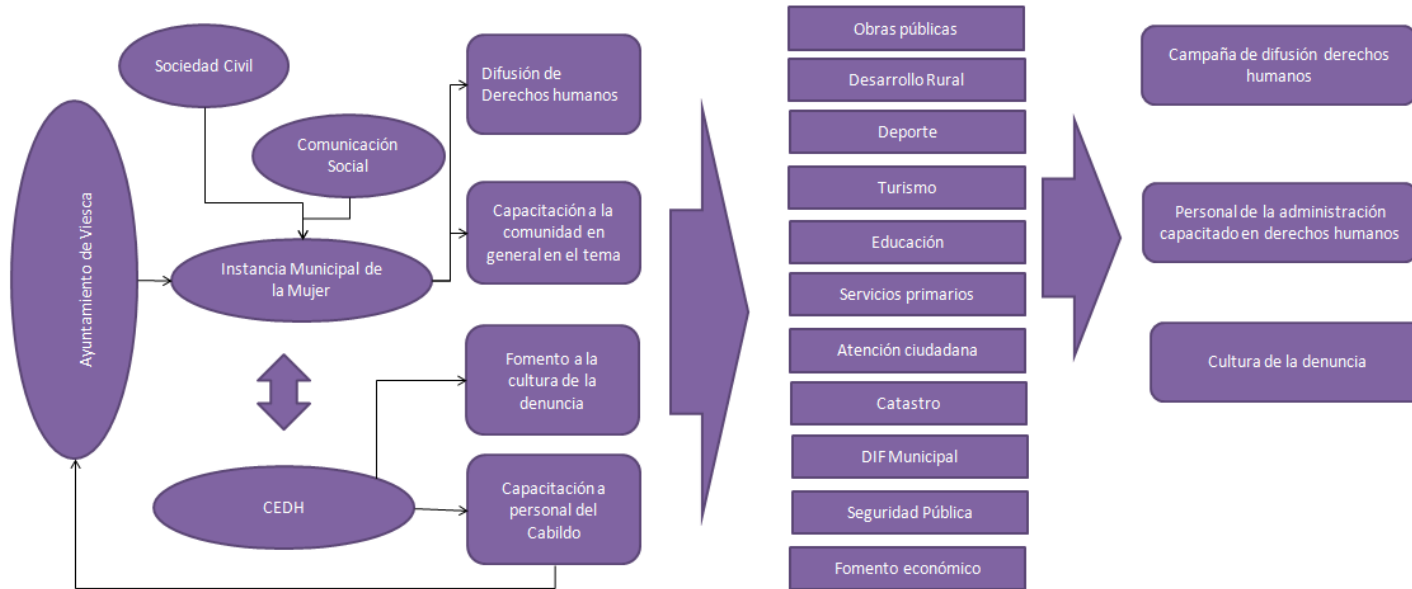 Sociedad Civil
Comunicación
Social
Ayuntamiento de Viesca
Instancia Municipal de
la Mujer
CEDH
Difusión de
Derechos humanos
Capacitación a la
comunidad en
general en el tema
Fomento a la
cultura de la
denuncia
Capacitación a
personal del
Cabildo
Obras públicas
Desarrollo Rural
Deporte
Turismo
Educación
Servicios primarios
Atención ciudadana
Catastro
DIF Municipal
Seguridad Pública
Fomento económico
Campaña de difusión derechos
humanos
Personal de la administración
capacitado en derechos humanos
Cultura de la denuncia